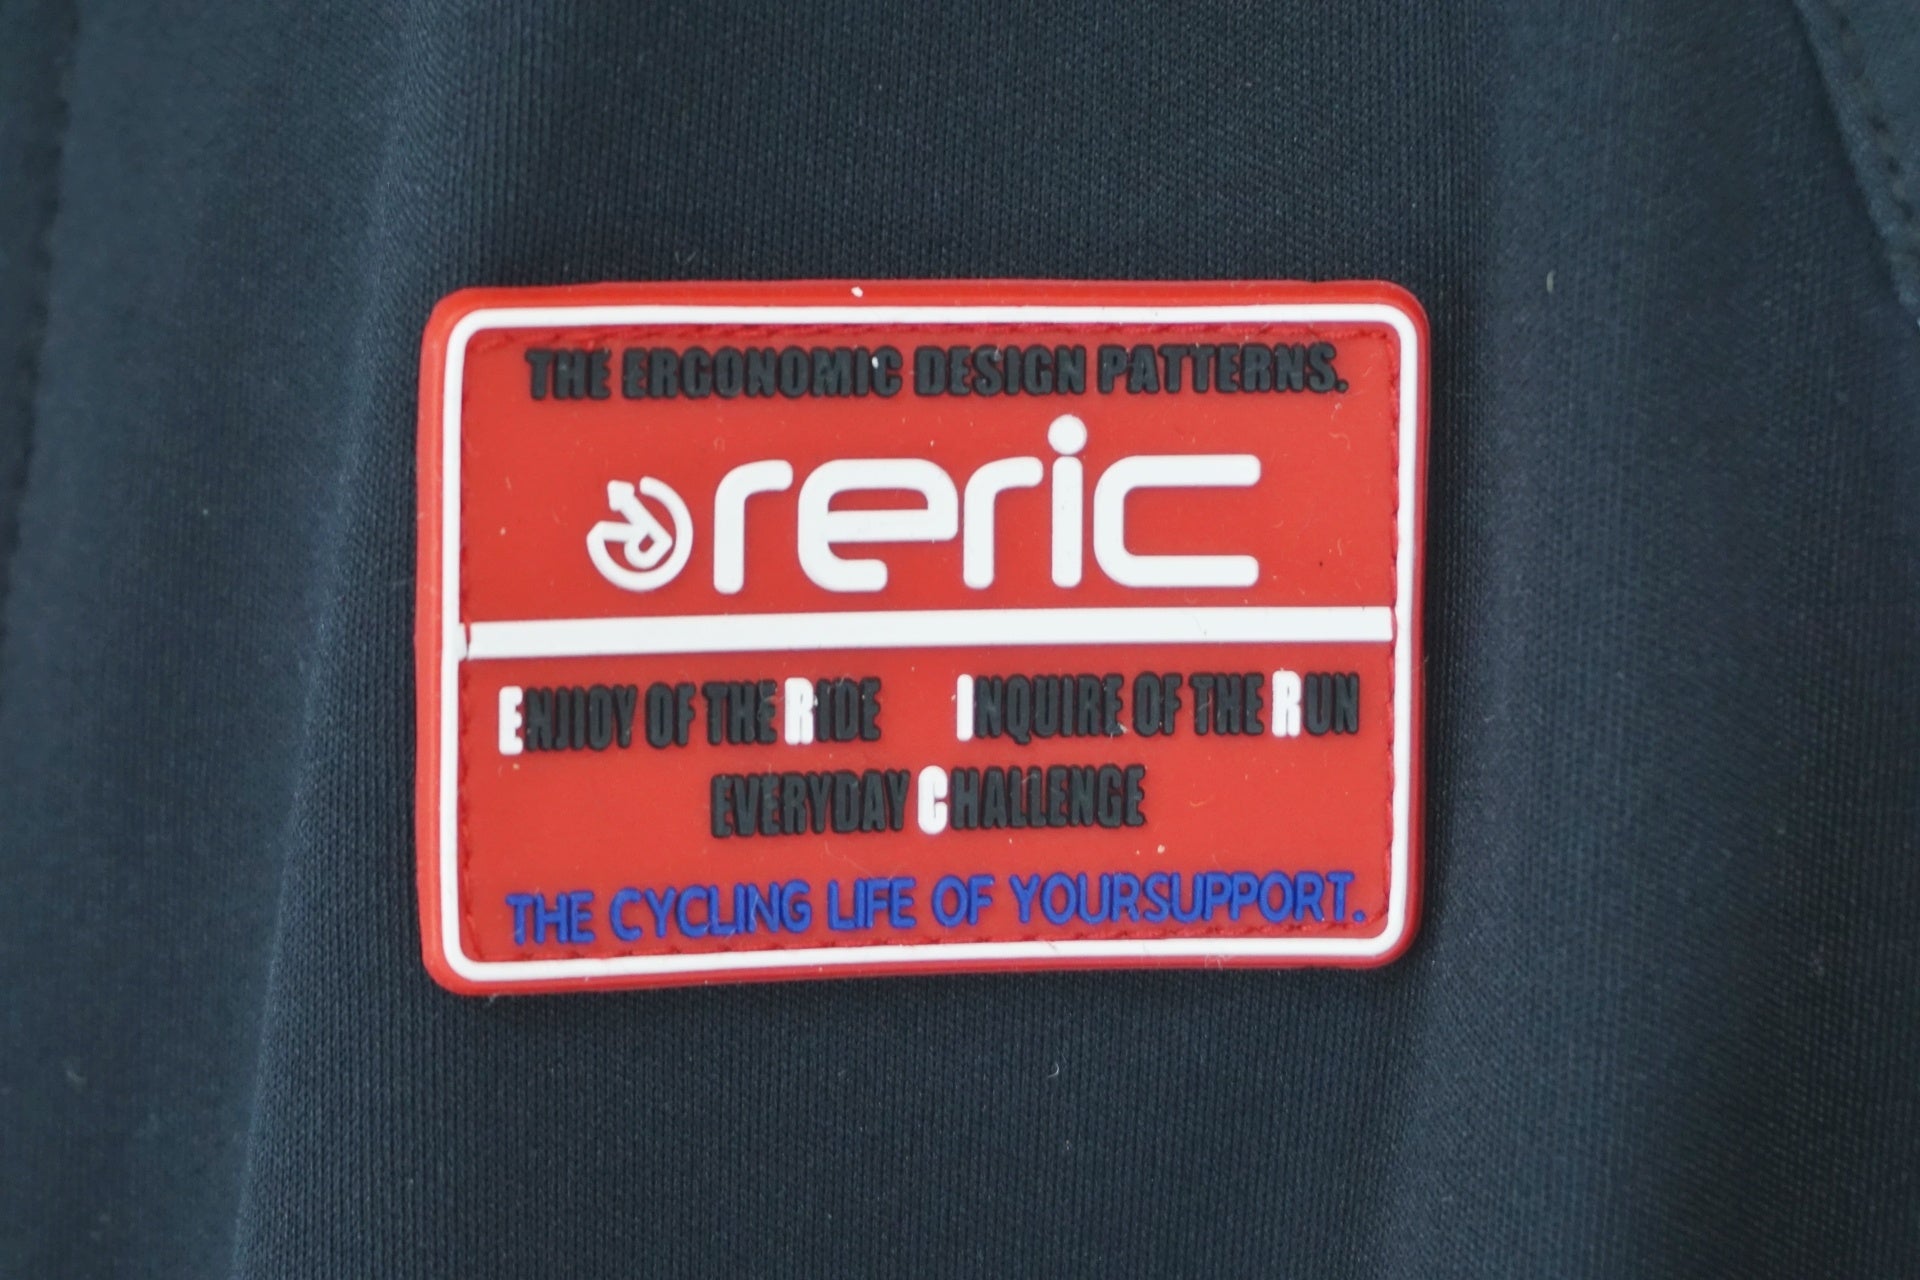 THE ERGONOMIC DESIGN PATTERNS.
reric
ENJIOY OF THE RIDE INQUIRE OF THE RUN
EVERYDAY CHALLENGE
THE CYCLING LIFE OF YOURSUPPORT.